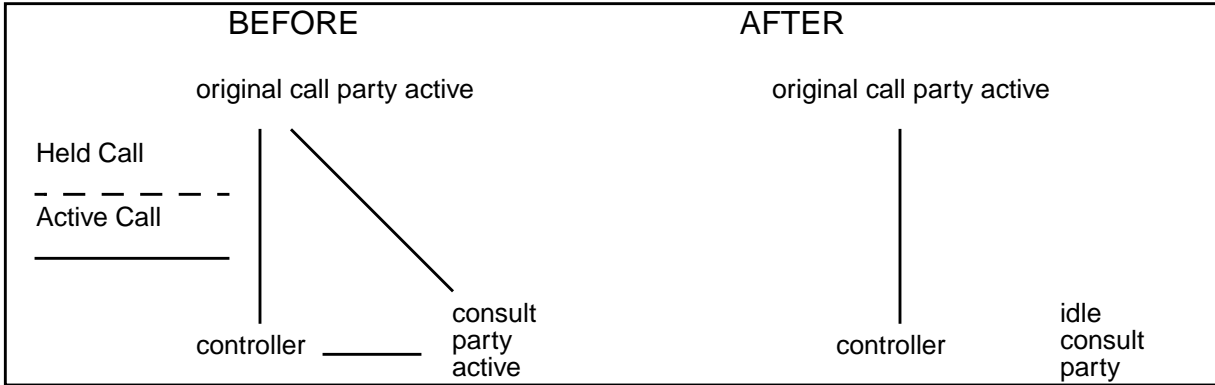 BEFORE
AFTER
original call party active
original call party active
Held Call
Active Call
controller
consult
party
active
controller
idle
consult
party